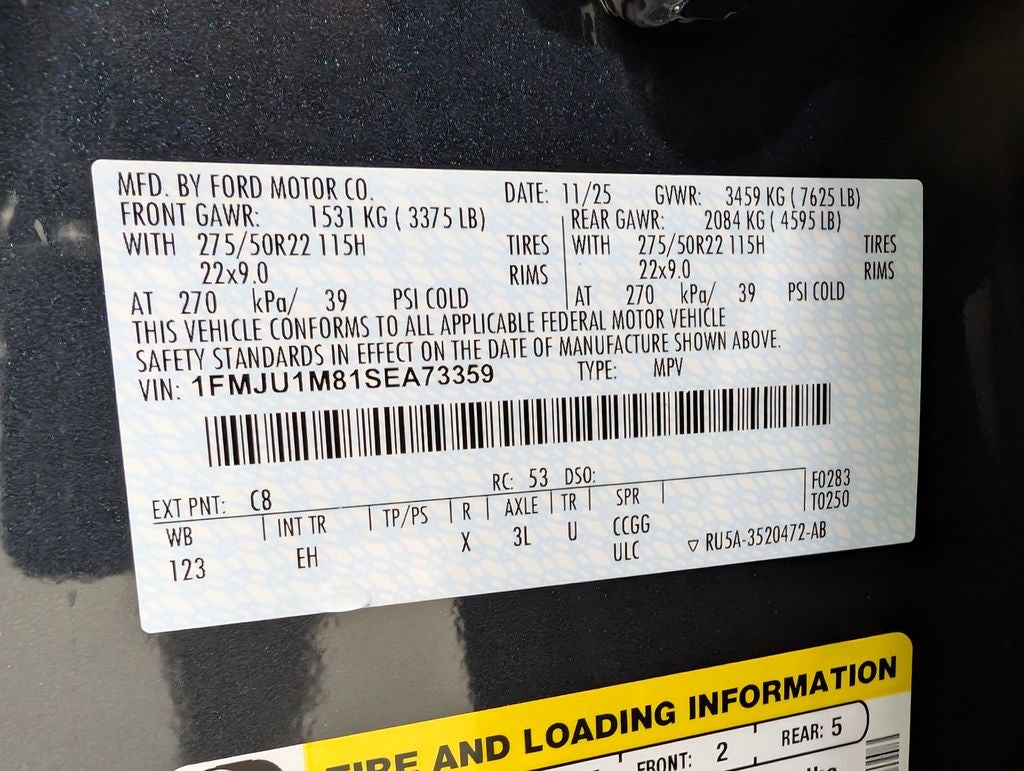 MFD. BY FORD MOTOR CO. DATE: 11/25 GVWR: 3459 KG ( 7625 LB)
FRONT GAWR: 1531 KG ( 3375 LB) REAR GAWR: 2084 KG ( 4595 LB)
WITH 275/50R22 115H TIRES WITH 275/50R22 115H TIRES
22x9.0 RIMS 22x9.0 RIMS
AT 270 kPa/ 39 PSI COLD AT 270 kPa/ 39 PSI COLD
THIS VEHICLE CONFORMS TO ALL APPLICABLE FEDERAL MOTOR VEHICLE
SAFETY STANDARDS IN EFFECT ON THE DATE OF MANUFACTURE SHOWN ABOVE.
VIN: 1FMJU1M81SEA73359 TYPE: MPV
EXT PNT: C8 RC: 53 DSO: F0283
WB INT TR TP/PS R AXLE TR SPR T0250
123 EH X 3L U CCGG
ULC RU5A-3520472-AB
TIRE AND LOADING INFORMATION
FRONT: 2 REAR: 5